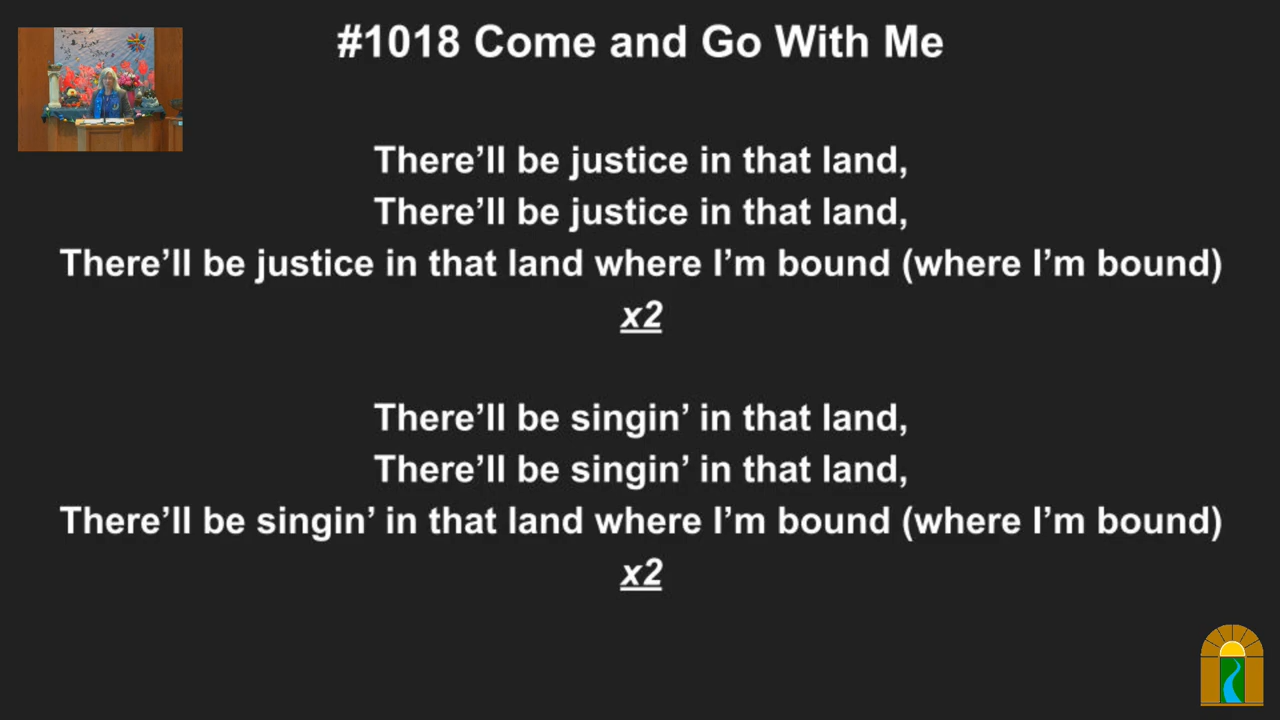 #1018 Come and Go With Me
There’ll be justice in that land,
There’ll be justice in that land,
There’ll be justice in that land where I’m bound (where I’m bound)
x2
There’ll be singin’ in that land,
There’ll be singin’ in that land,
There’ll be singin’ in that land where I’m bound (where I’m bound)
x2